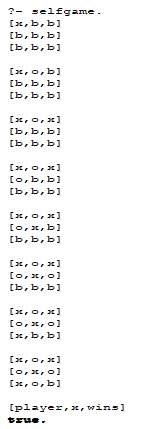 ?- selfgame.
[x,b,b]
[b,b,b]
[b,b,b]

[x,o,b]
[b,b,b]
[b,b,b]

[x,o,x]
[b,b,b]
[b,b,b]

[x,o,x]
[o,b,b]
[b,b,b]

[x,o,x]
[o,x,b]
[b,b,b]

[x,o,x]
[o,x,o]
[b,b,b]

[x,o,x]
[o,x,o]
[x,b,b]

[x,o,x]
[o,x,o]
[x,o,b]

[player,x,wins]
true.